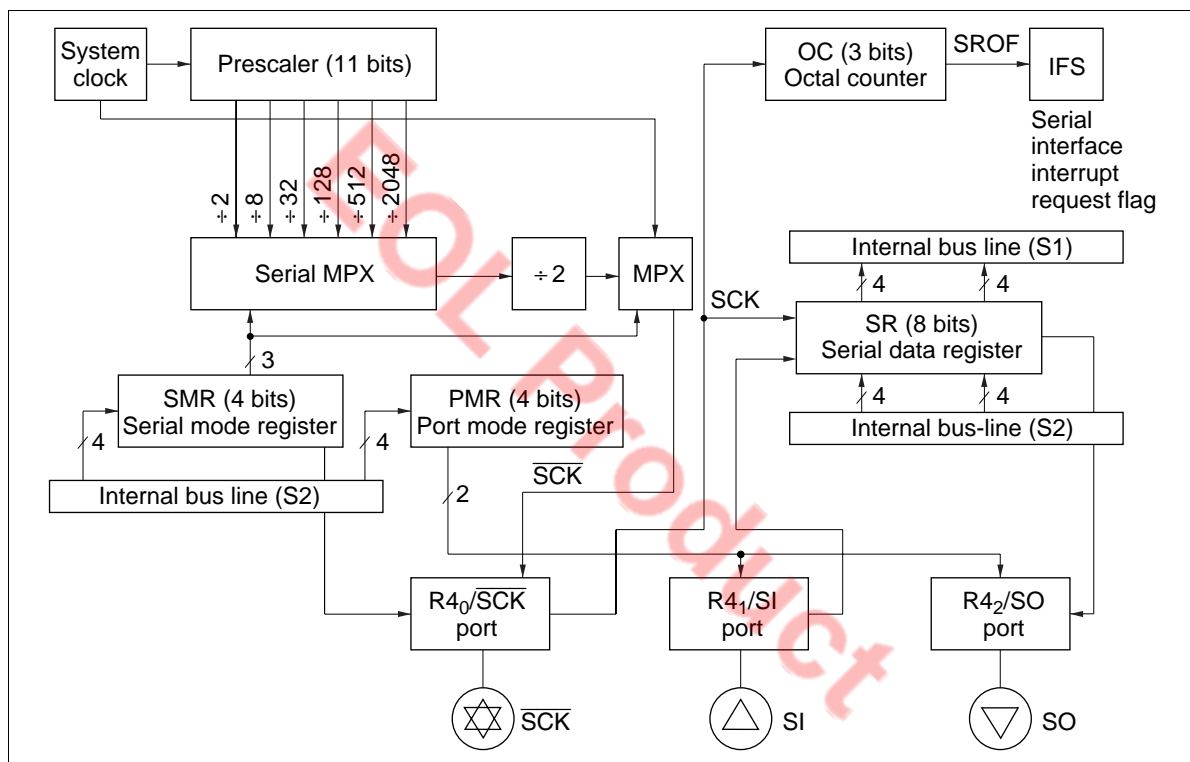 System
clock
Prescaler (11 bits)
OC (3 bits)
Octal counter
SROF
IFS
Serial
interface
interrupt
request flag
÷2
÷8
÷32
÷128
÷512
÷2048
Serial MPX
÷2
MPX
SCK
Internal bus line (S1)
4
4
SR (8 bits)
Serial data register
4
4
Internal bus-line (S2)
3
SMR (4 bits)
Serial mode register
PMR (4 bits)
Port mode register
4
4
Internal bus line (S2)
2
SCK
R4₀/SCK
port
R4₁/SI
port
R4₂/SO
port
SCK
SI
SO
EOL Product